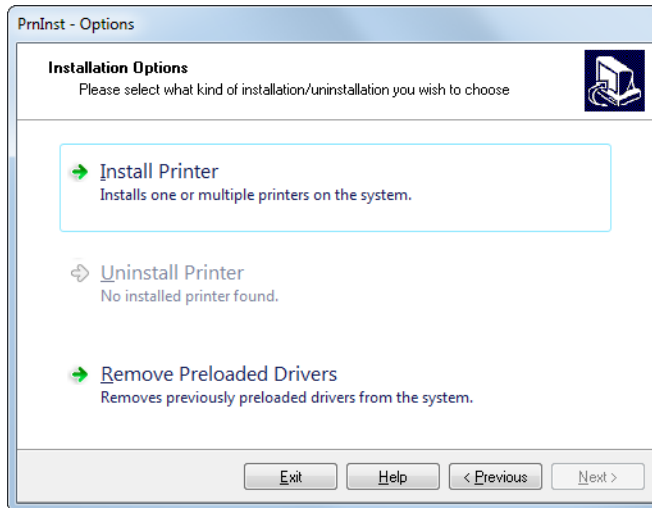 PrnInst - Options
Installation Options
Please select what kind of installation/uninstallation you wish to choose
Install Printer
Installs one or multiple printers on the system.
Uninstall Printer
No installed printer found.
Remove Preloaded Drivers
Removes previously preloaded drivers from the system.
Exit Help < Previous Next >